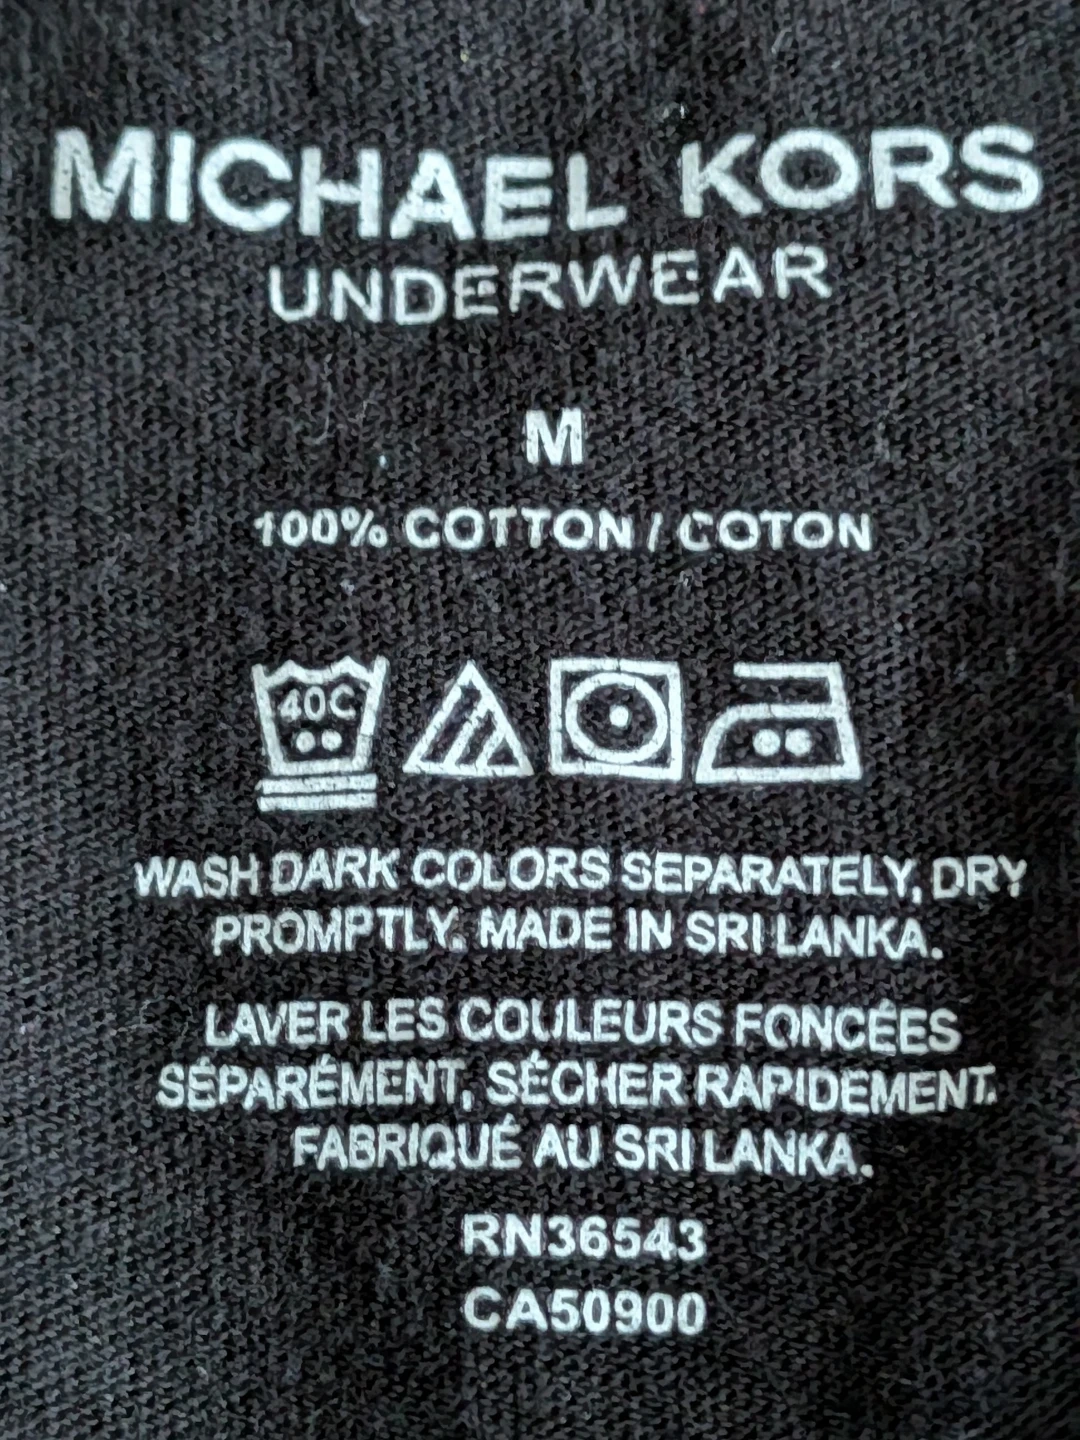 MICHAEL KORS
UNDERWEAR
M
100% COTTON / COTON
40C
WASH DARK COLORS SEPARATELY, DRY
PROMPTLY. MADE IN SRI LANKA.
LAVER LES COULEURS FONCÉES
SÉPARÉMENT, SÉCHER RAPIDEMENT.
FABRIQUÉ AU SRI LANKA.
RN36543
CA50900